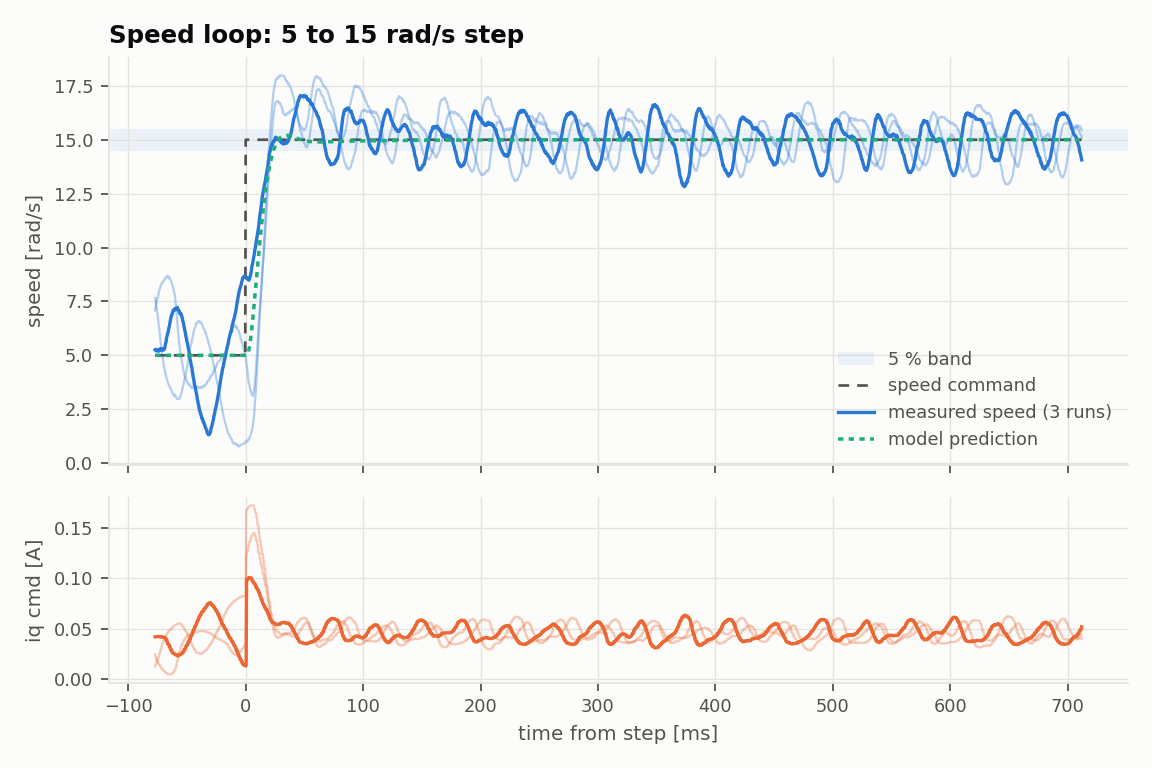 Speed loop: 5 to 15 rad/s step
speed [rad/s]
17.5
15.0
12.5
10.0
7.5
5.0
2.5
0.0
5 % band
speed command
measured speed (3 runs)
model prediction
iq cmd [A]
0.15
0.10
0.05
0.00
−100 0 100 200 300 400 500 600 700
time from step [ms]